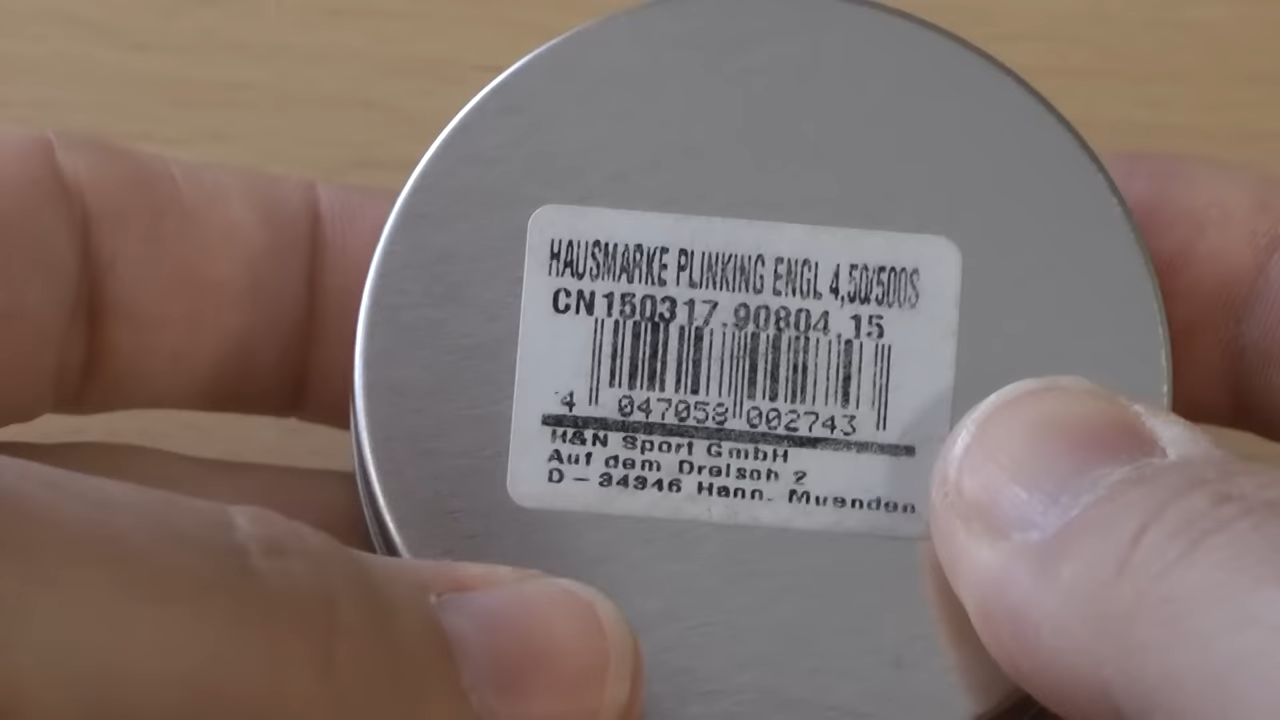 HAUSMARKE PLINKING ENGL 4,50/500S
CN150317.90804.15
4 047058 002743
H&N Sport GmbH
Auf dem Dreisch 2
D-34346 Hann. Muenden